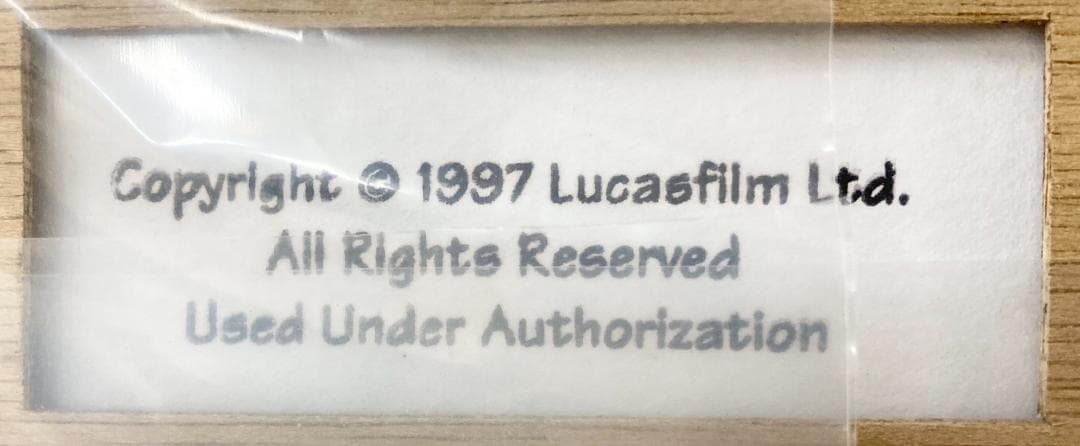 Copyright © 1997 Lucasfilm Ltd.
All Rights Reserved
Used Under Authorization